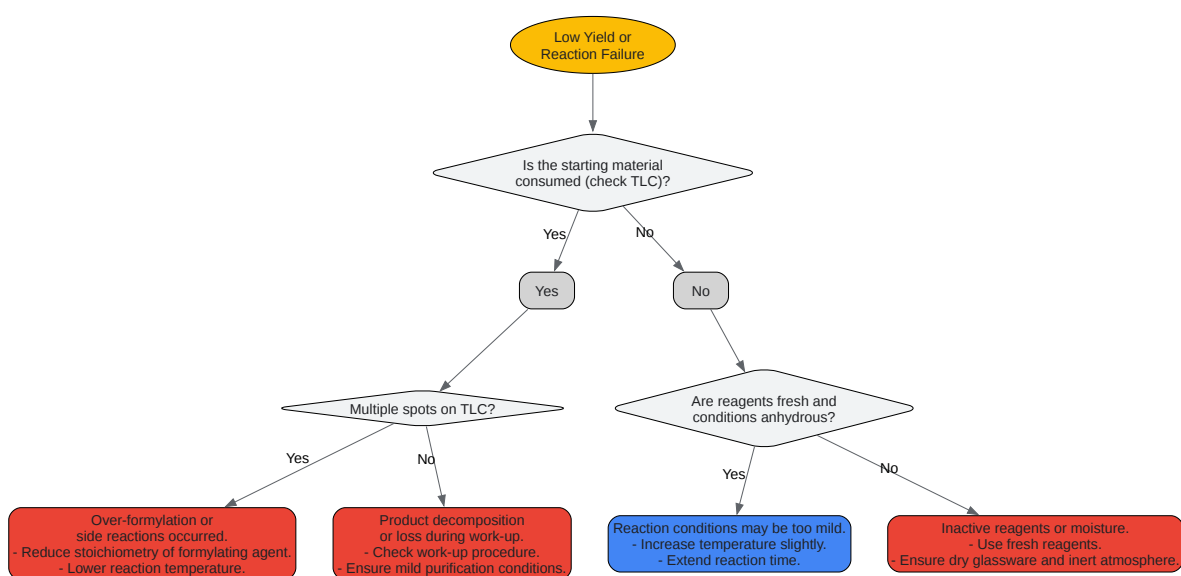 Low Yield or
Reaction Failure
Is the starting material
consumed (check TLC)?
Yes
No
Yes
No
Multiple spots on TLC?
Are reagents fresh and
conditions anhydrous?
Yes
No
Yes
No
Over-formylation or
side reactions occurred.
- Reduce stoichiometry of formylating agent.
- Lower reaction temperature.
Product decomposition
or loss during work-up.
- Check work-up procedure.
- Ensure mild purification conditions.
Reaction conditions may be too mild.
- Increase temperature slightly.
- Extend reaction time.
Inactive reagents or moisture.
- Use fresh reagents.
- Ensure dry glassware and inert atmosphere.